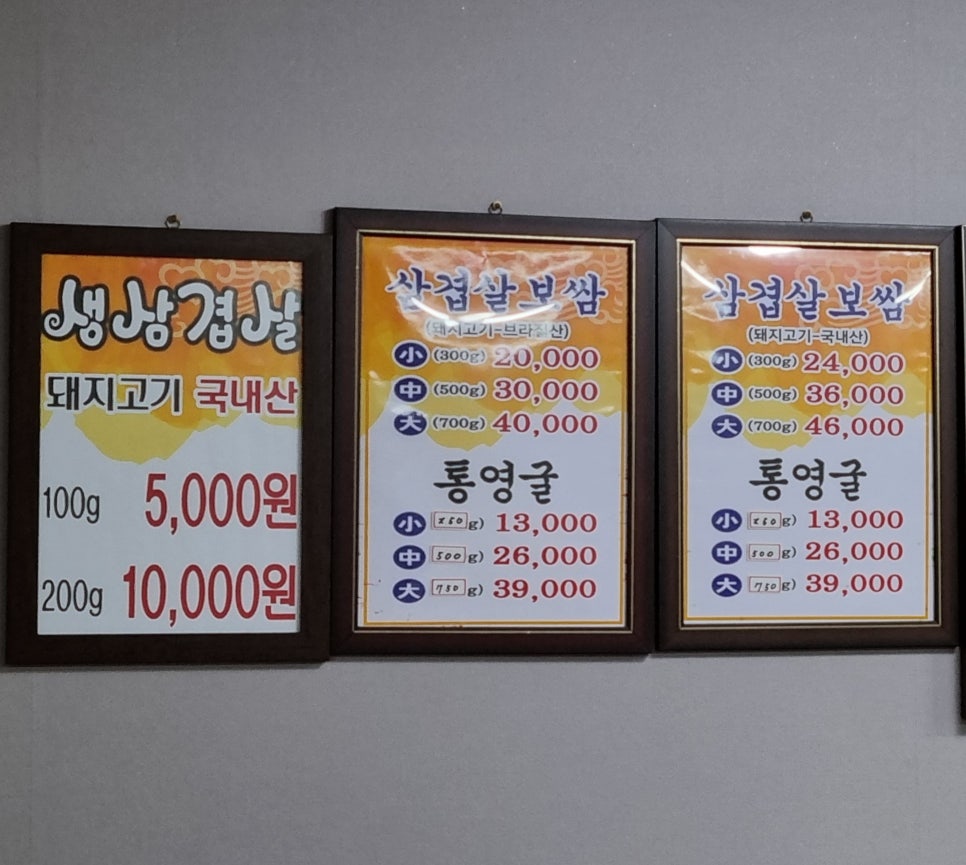 생삼겹살
돼지고기 국내산
100g 5,000원
200g 10,000원
삼겹살보쌈
(돼지고기-브라질산)
小 (300g) 20,000
中 (500g) 30,000
大 (700g) 40,000
통영굴
小 250g) 13,000
中 500g) 26,000
大 750g) 39,000
삼겹살보쌈
(돼지고기-국내산)
小 (300g) 24,000
中 (500g) 36,000
大 (700g) 46,000
통영굴
小 250g) 13,000
中 500g) 26,000
大 750g) 39,000